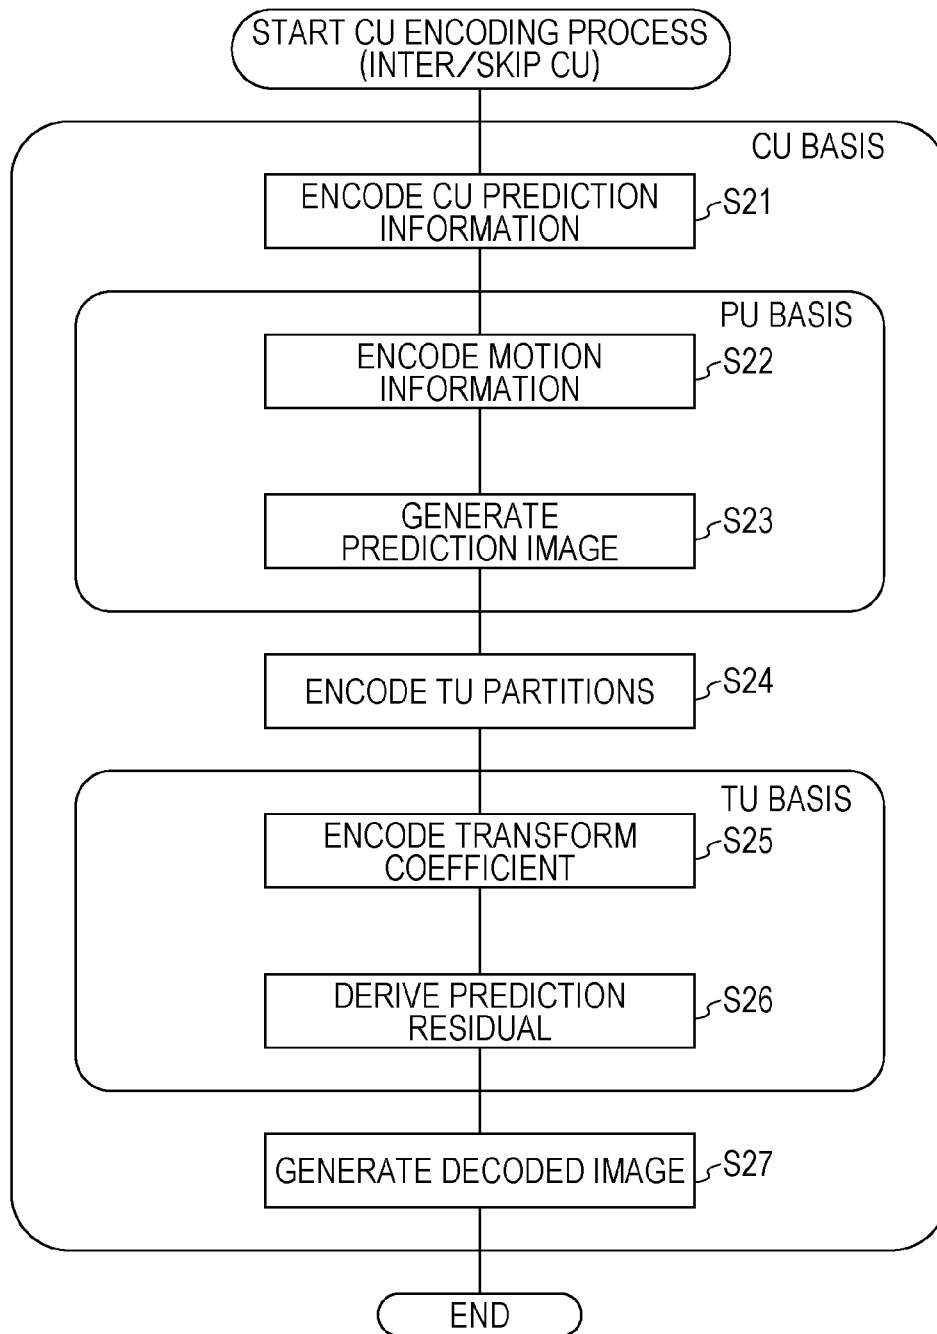 START CU ENCODING PROCESS
(INTER/SKIP CU)
CU BASIS
ENCODE CU PREDICTION
INFORMATION
S21
PU BASIS
ENCODE MOTION
INFORMATION
S22
GENERATE
PREDICTION IMAGE
S23
ENCODE TU PARTITIONS
S24
TU BASIS
ENCODE TRANSFORM
COEFFICIENT
S25
DERIVE PREDICTION
RESIDUAL
S26
GENERATE DECODED IMAGE
S27
END